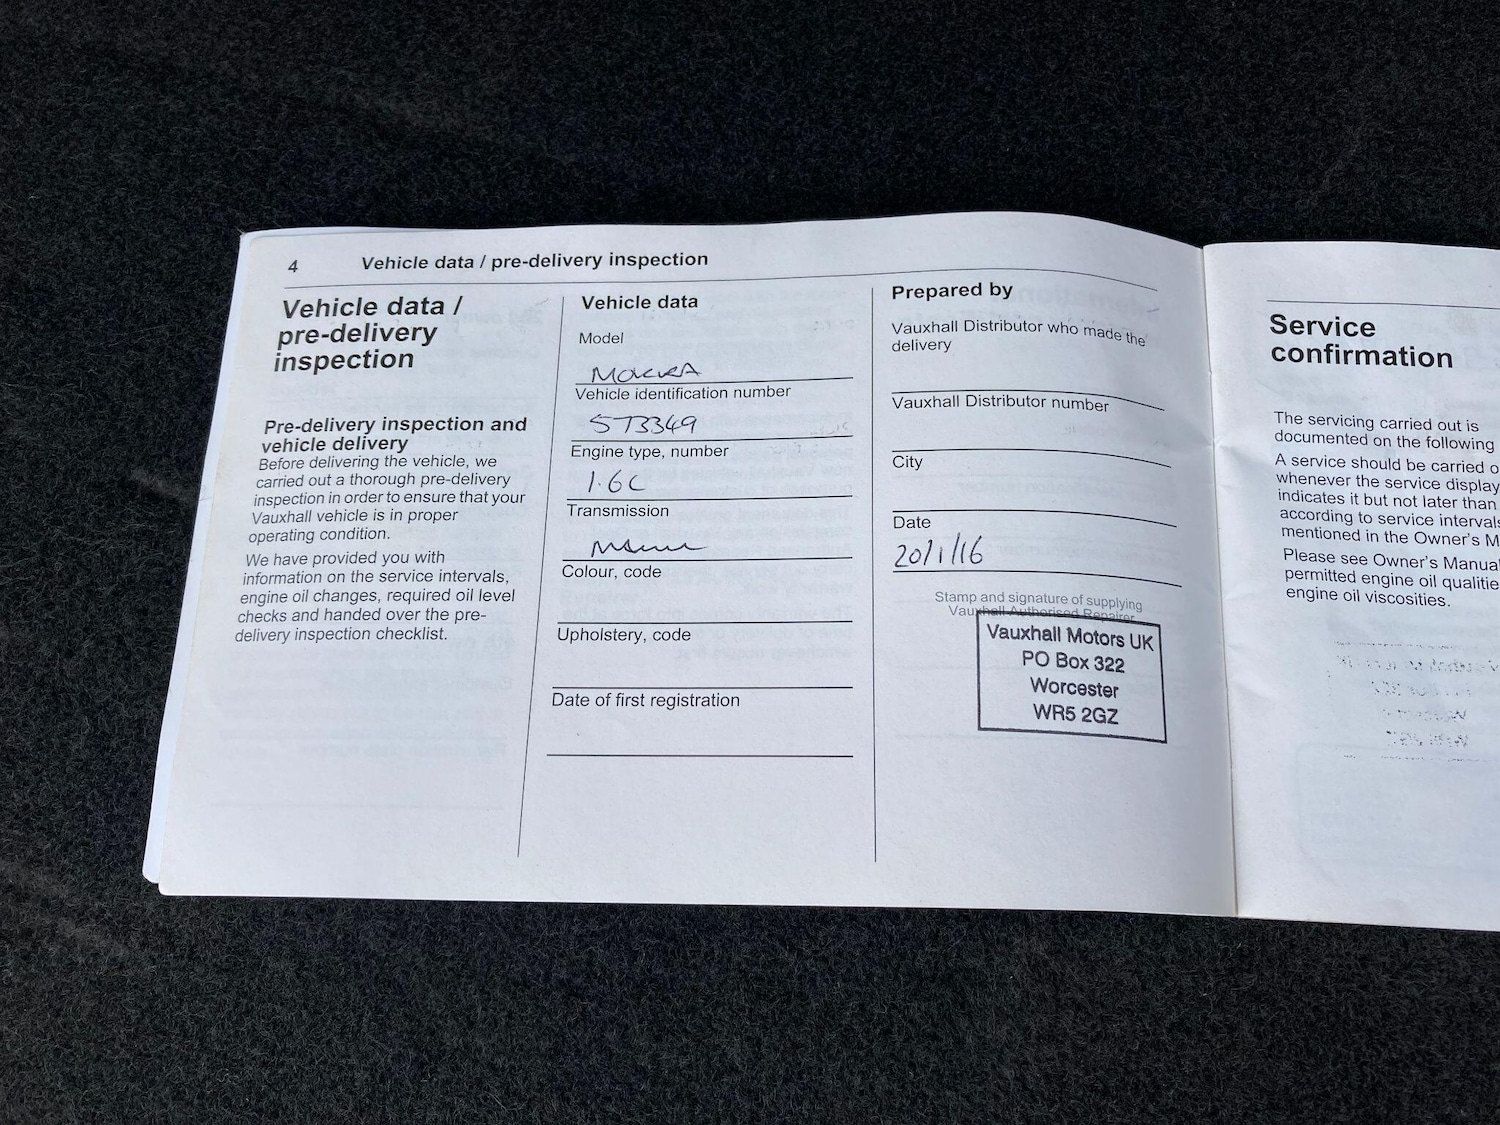 4 Vehicle data / pre-delivery inspection
Vehicle data /
pre-delivery
inspection
Pre-delivery inspection and
vehicle delivery
Before delivering the vehicle, we
carried out a thorough pre-delivery
inspection in order to ensure that your
Vauxhall vehicle is in proper
operating condition.
We have provided you with
information on the service intervals,
engine oil changes, required oil level
checks and handed over the pre-
delivery inspection checklist.
Vehicle data
Model
MOKKA
Vehicle identification number
ST3349
Engine type, number
1.6C
Transmission
Colour, code
Upholstery, code
Date of first registration
Prepared by
Vauxhall Distributor who made the
delivery
Vauxhall Distributor number
City
Date
20/1/16
Stamp and signature of supplying
Vauxhall Authorised Repairer
Vauxhall Motors UK
PO Box 322
Worcester
WR5 2GZ
Service
confirmation
The servicing carried out is
documented on the following
A service should be carried o
whenever the service display
indicates it but not later than
according to service intervals
mentioned in the Owner's M
Please see Owner's Manual
permitted engine oil qualitie
engine oil viscosities.